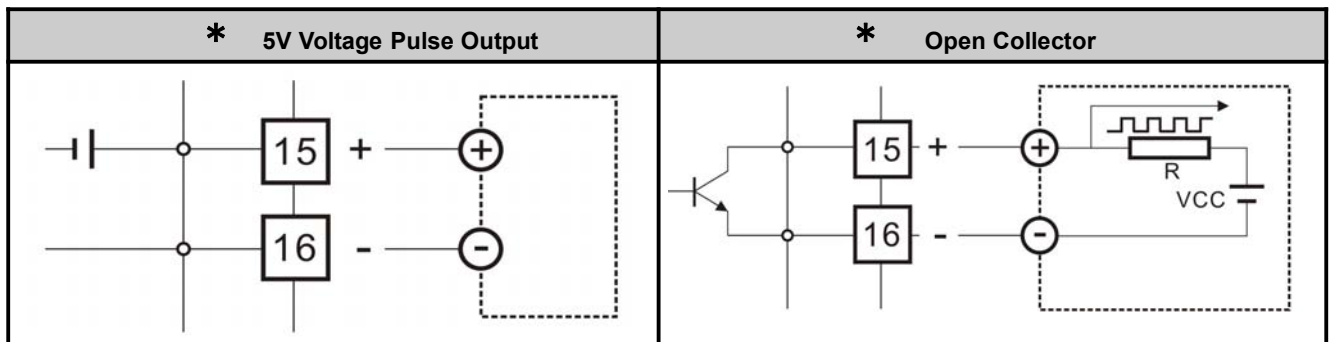 * 5V Voltage Pulse Output
* Open Collector
15 + +
16 - -
15 + +
R
VCC
16 - -